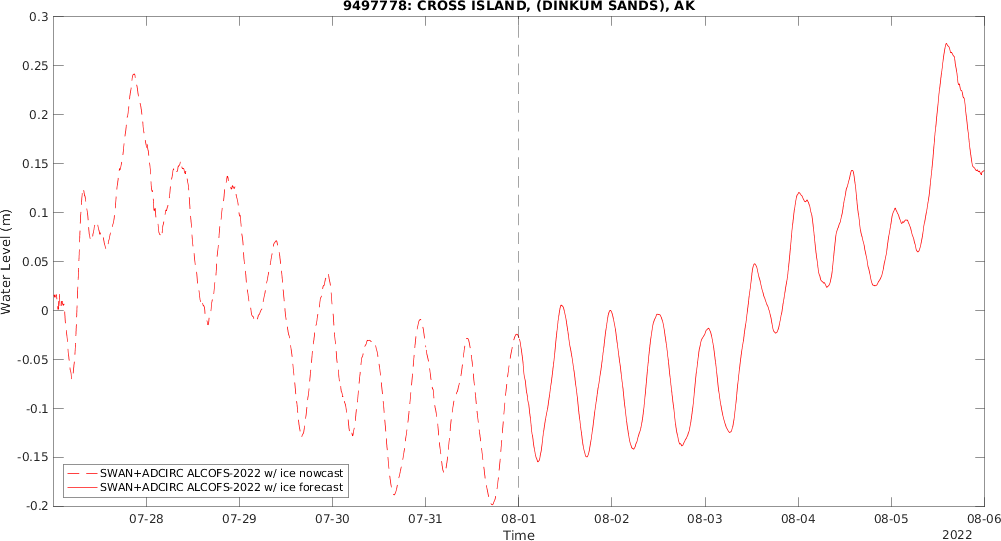 9497778: CROSS ISLAND, (DINKUM SANDS), AK
0.3
0.25
0.2
0.15
0.1
0.05
0
-0.05
-0.1
-0.15
-0.2
Water Level (m)
SWAN+ADCIRC ALCOFS-2022 w/ ice nowcast
SWAN+ADCIRC ALCOFS-2022 w/ ice forecast
07-28 07-29 07-30 07-31 08-01 08-02 08-03 08-04 08-05 08-06
Time
2022